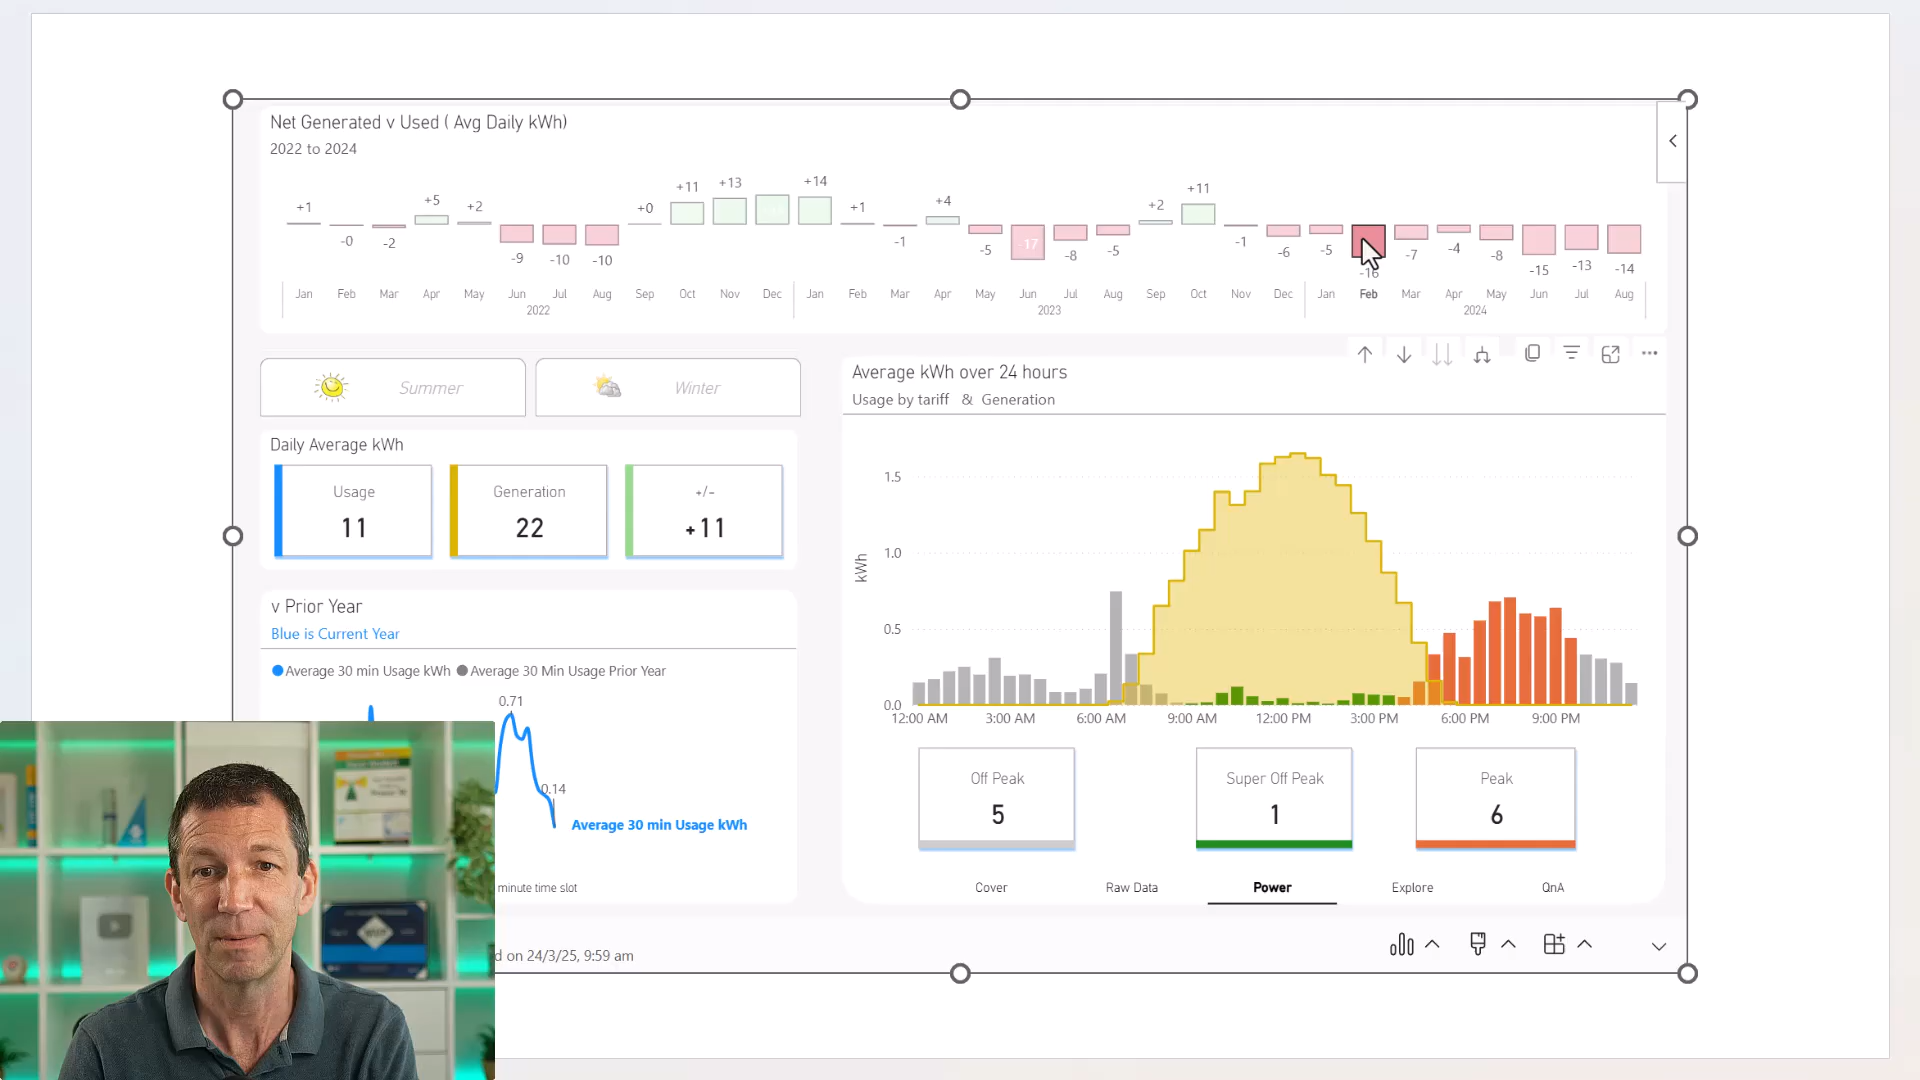 Net Generated v Used ( Avg Daily kWh)
2022 to 2024
+1 -0 -2 +5 +2 -9 -10 -10 +0 +11 +13 +14 +1 -1 +4 -5 -17 -8 -5 +2 +11 -1 -6 -5 -16 -7 -4 -8 -15 -13 -14
Jan Feb Mar Apr May Jun Jul Aug Sep Oct Nov Dec Jan Feb Mar Apr May Jun Jul Aug Sep Oct Nov Dec Jan Feb Mar Apr May Jun Jul Aug
2022 2023 2024
Summer
Winter
Daily Average kWh
Usage
11
Generation
22
+/-
+11
v Prior Year
Blue is Current Year
Average 30 min Usage kWh Average 30 Min Usage Prior Year
0.71
0.14
Average 30 min Usage kWh
minute time slot
d on 24/3/25, 9:59 am
Average kWh over 24 hours
Usage by tariff & Generation
kWh
1.5
1.0
0.5
0.0
12:00 AM 3:00 AM 6:00 AM 9:00 AM 12:00 PM 3:00 PM 6:00 PM 9:00 PM
Off Peak
5
Super Off Peak
1
Peak
6
Cover Raw Data Power Explore QnA